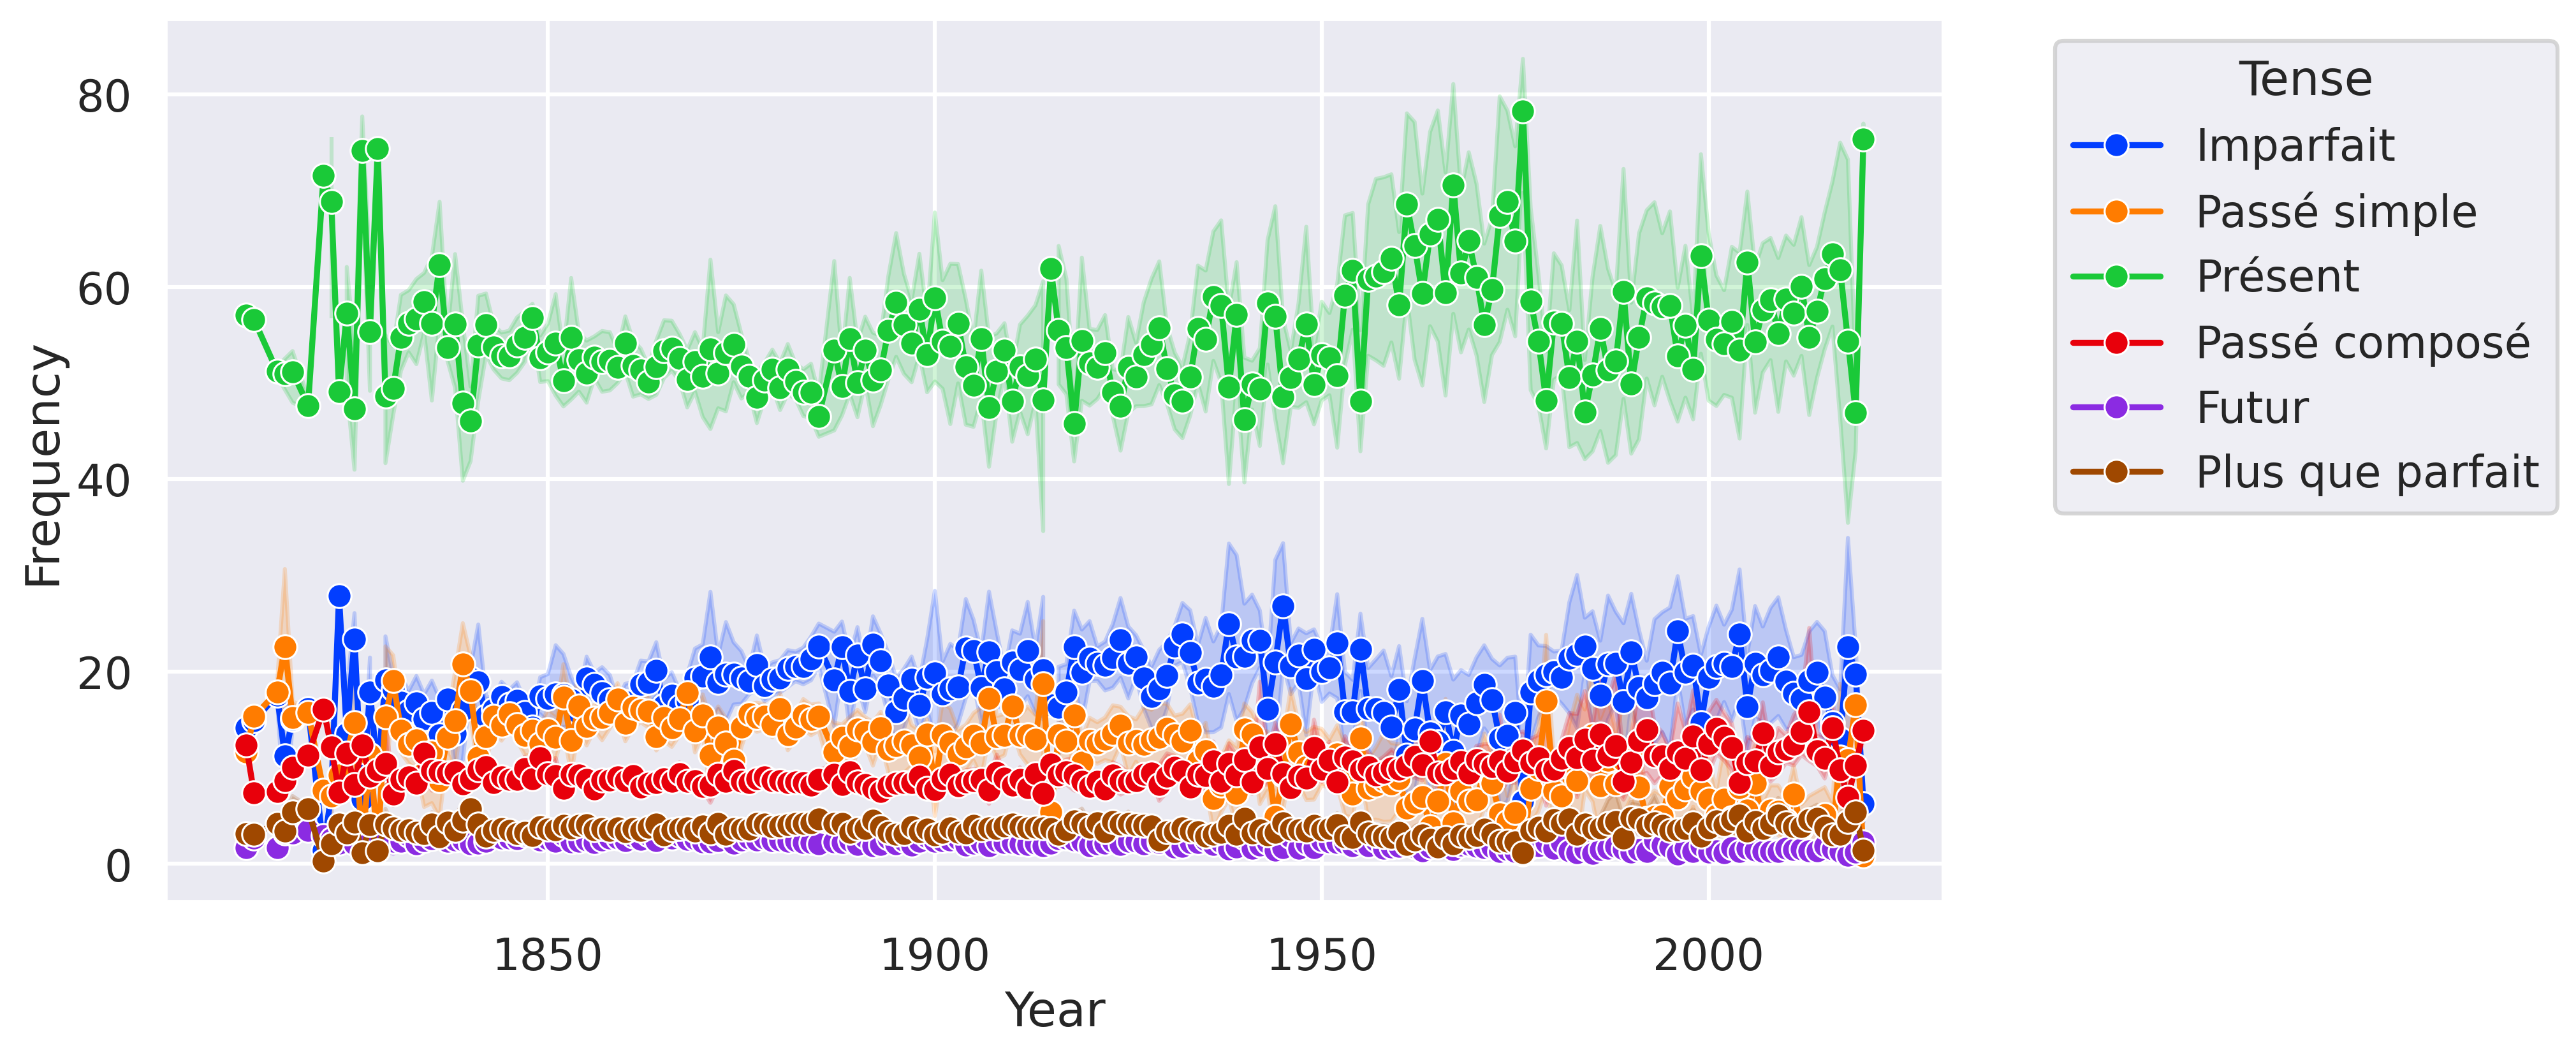 Frequency
80
60
40
20
0
1850
1900
1950
2000
Year
Tense
Imparfait
Passé simple
Présent
Passé composé
Futur
Plus que parfait